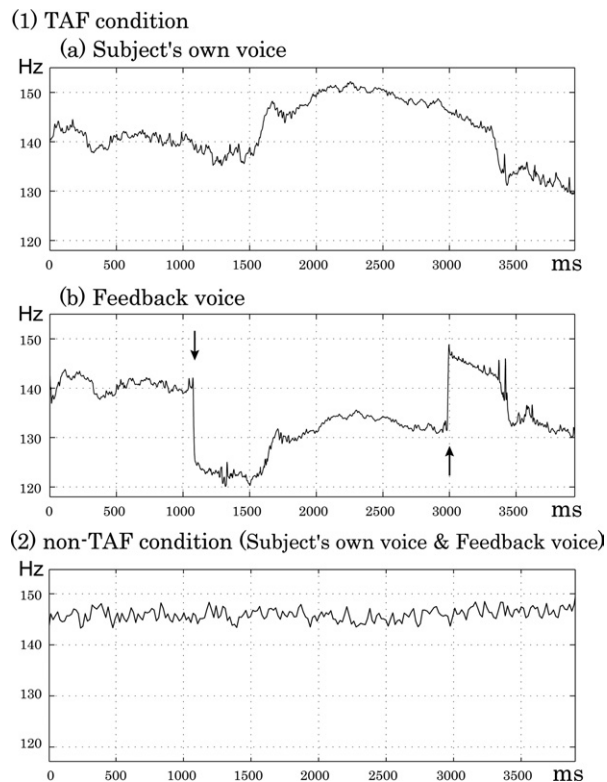 (1) TAF condition
(a) Subject's own voice
Hz
150
140
130
120
0 500 1000 1500 2000 2500 3000 3500 ms
(b) Feedback voice
Hz
150
140
130
120
0 500 1000 1500 2000 2500 3000 3500 ms
(2) non-TAF condition (Subject's own voice & Feedback voice)
Hz
150
140
130
120
0 500 1000 1500 2000 2500 3000 3500 ms